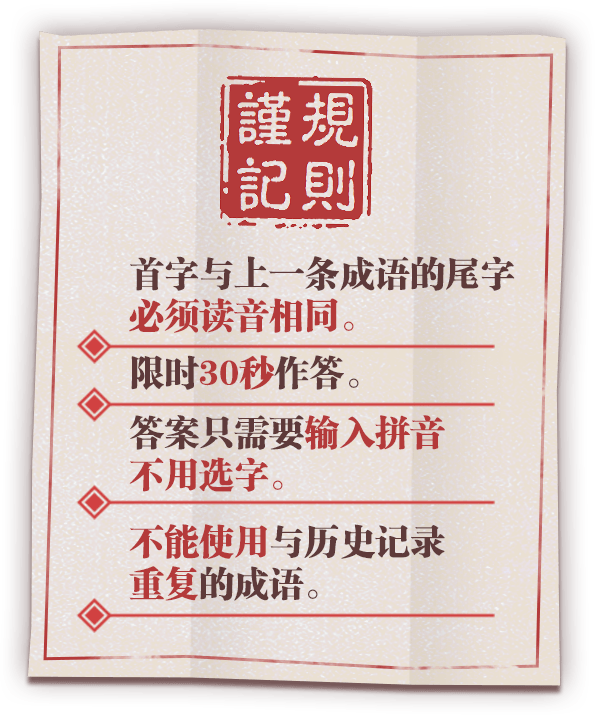 規則
謹記
首字与上一条成语的尾字
必须读音相同。
限时30秒作答。
答案只需要输入拼音
不用选字。
不能使用与历史记录
重复的成语。